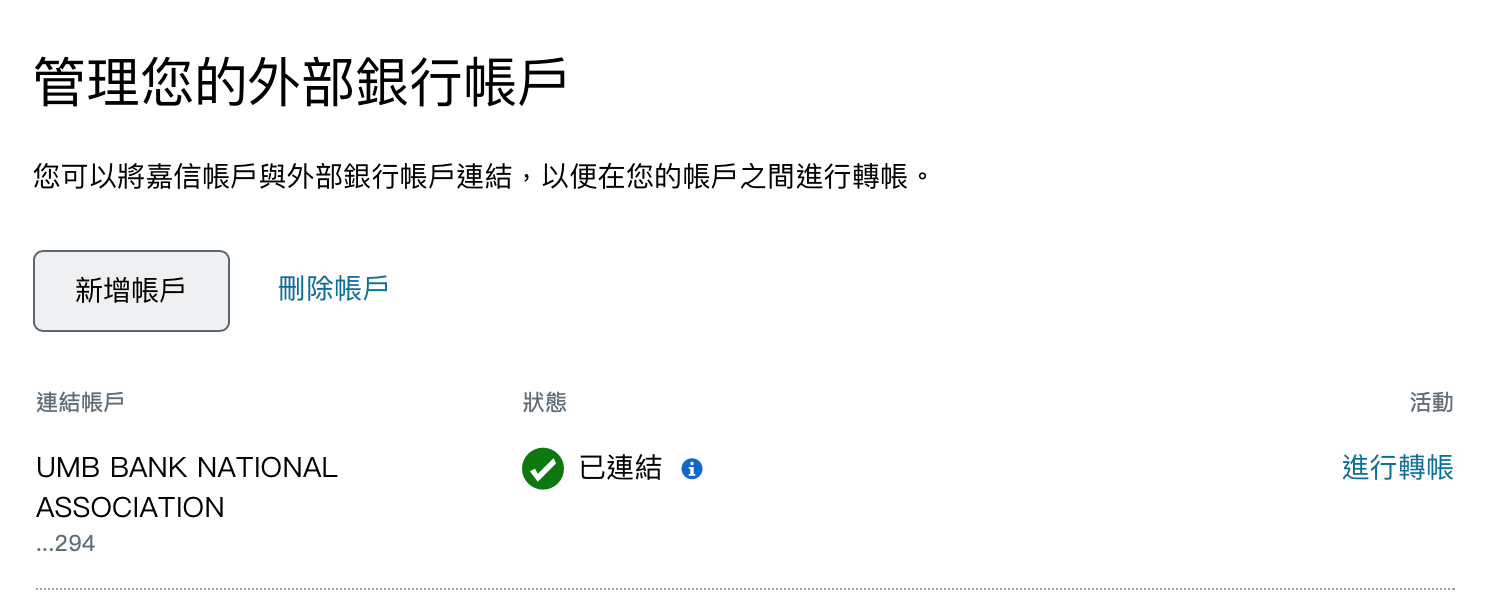 管理您的外部銀行帳戶
您可以將嘉信帳戶與外部銀行帳戶連結，以便在您的帳戶之間進行轉帳。
新增帳戶 刪除帳戶
連結帳戶 狀態 活動
UMB BANK NATIONAL 已連結 進行轉帳
ASSOCIATION
...294